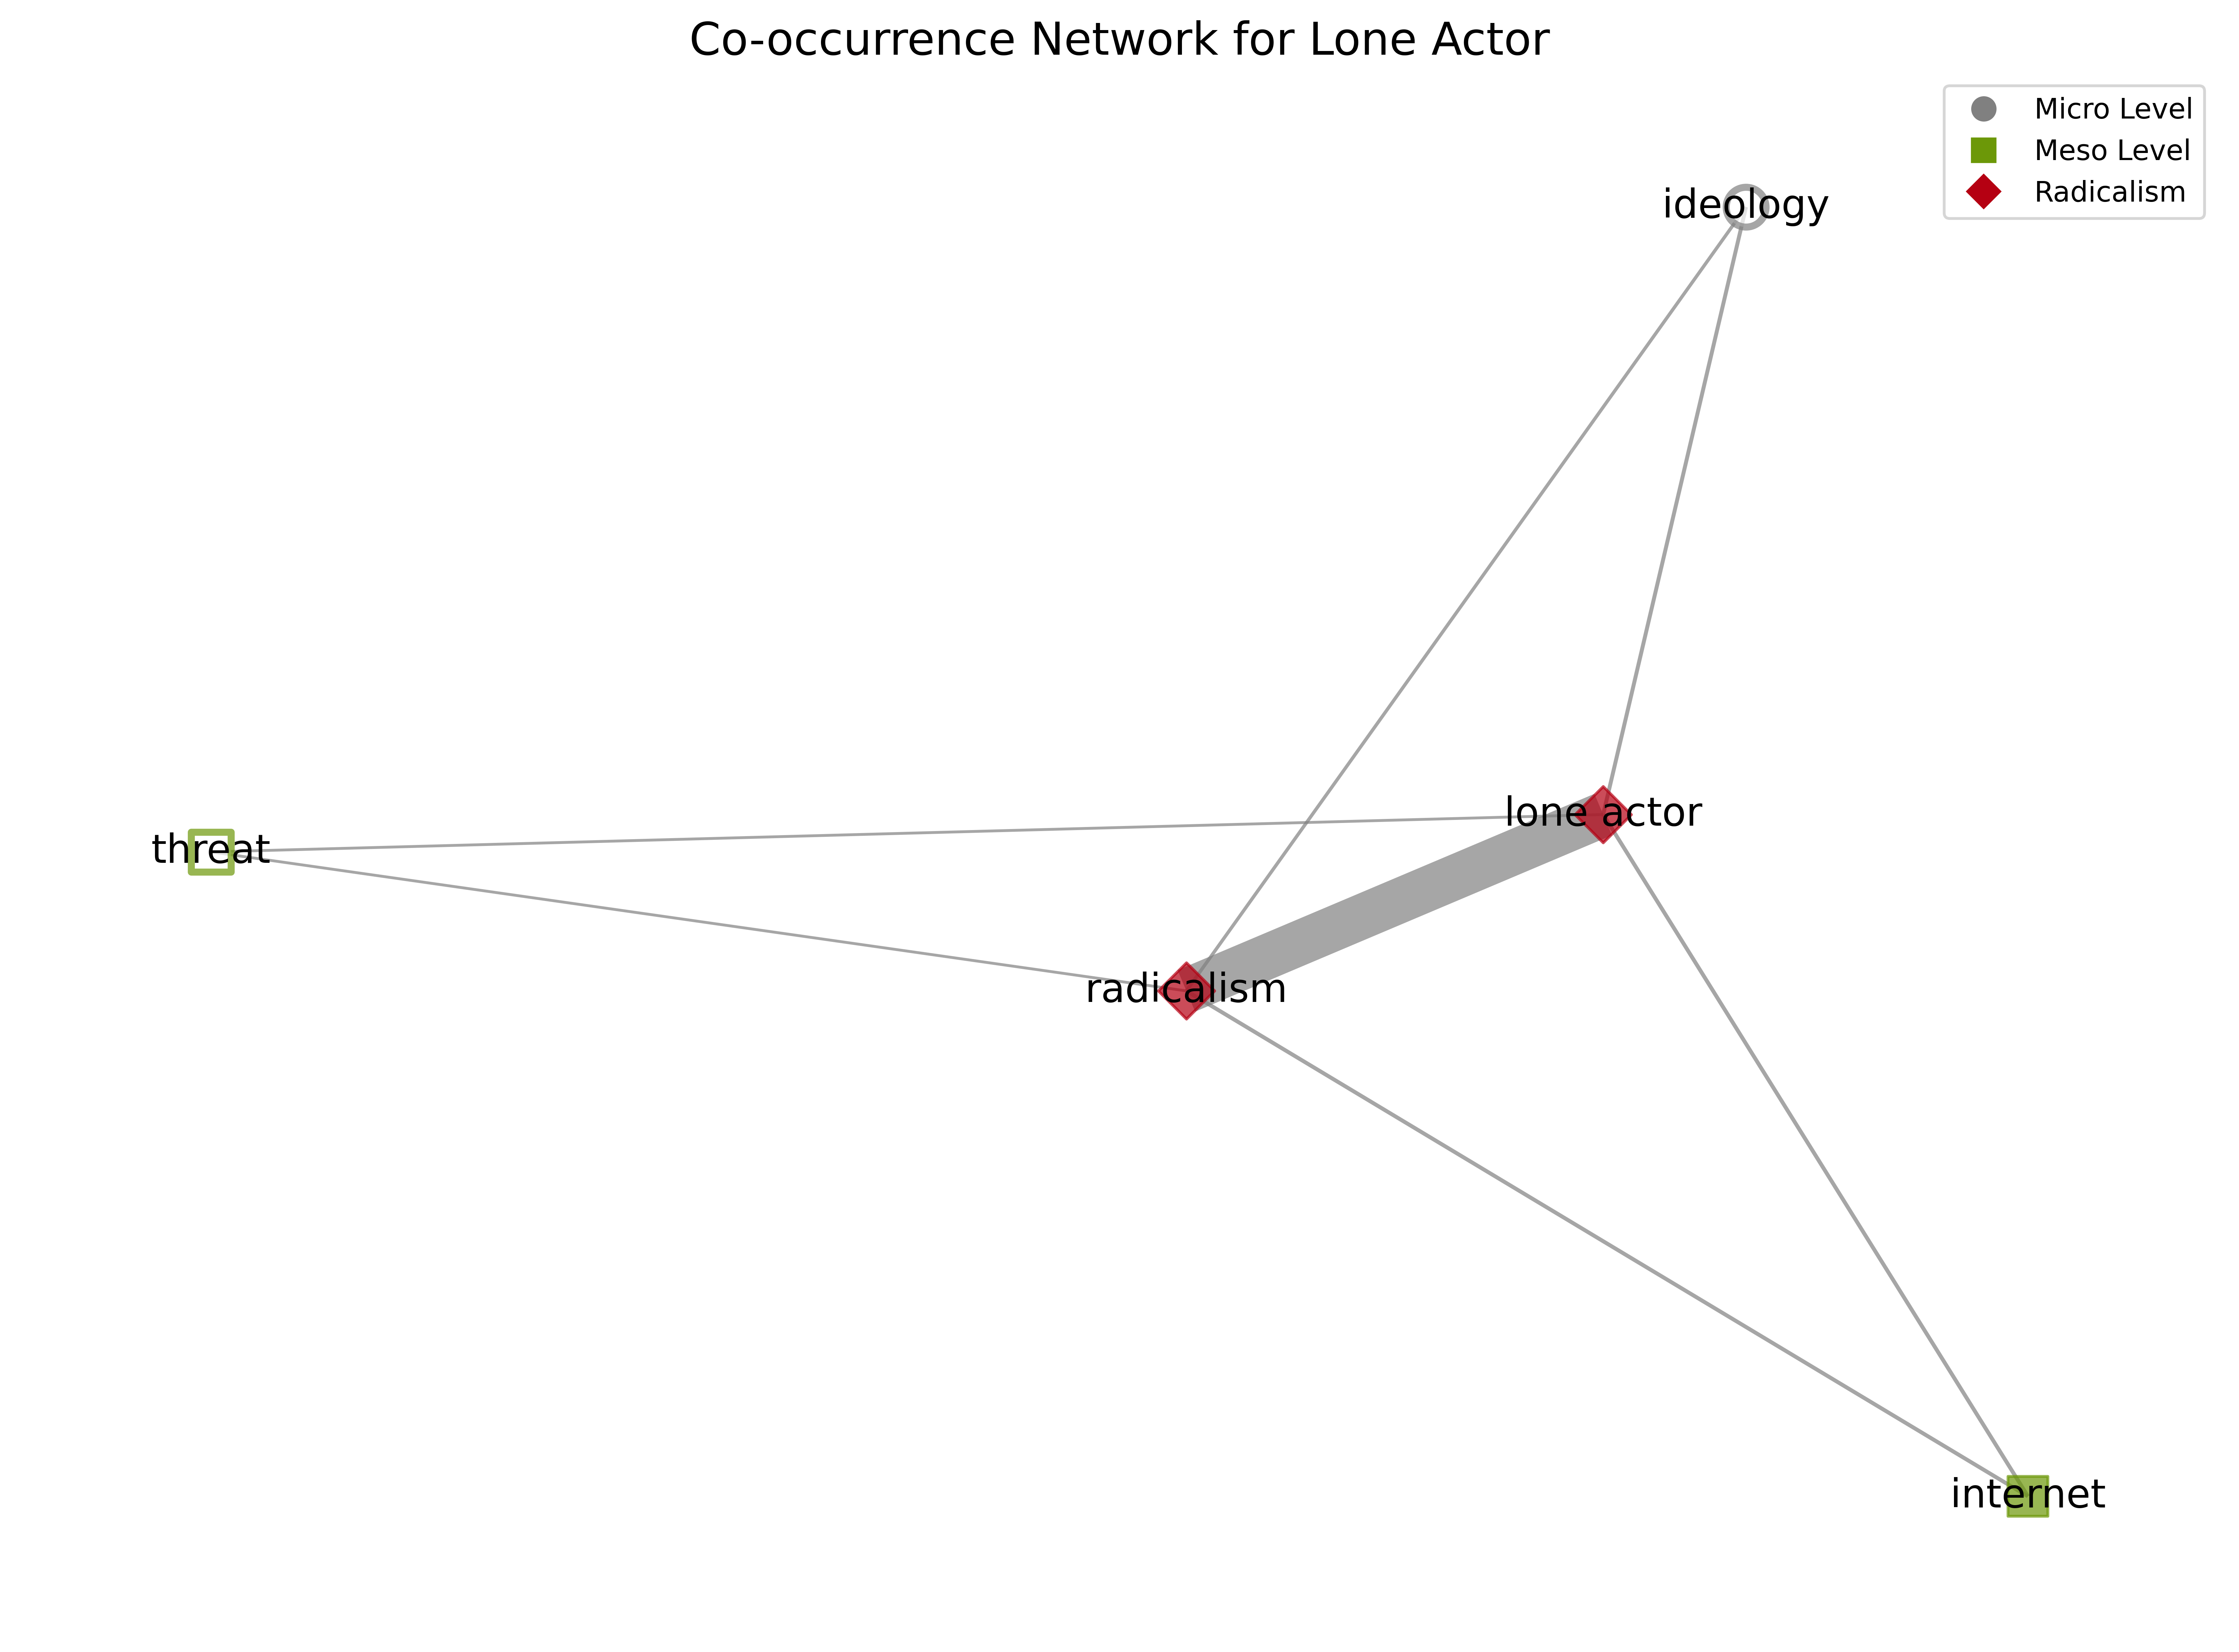 Co-occurrence Network for Lone Actor
Micro Level
Meso Level
Radicalism
ideology
lone actor
threat
radicalism
internet